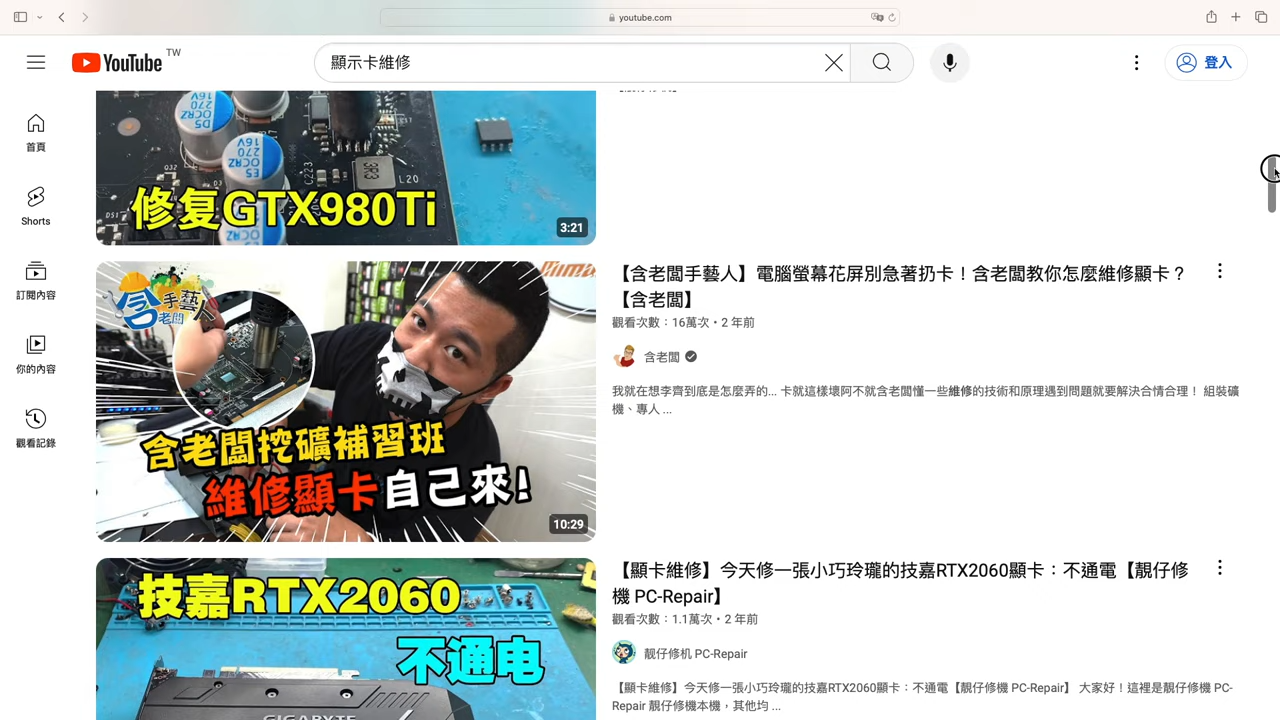 youtube.com
YouTube TW
顯示卡維修
登入
首頁
Shorts
訂閱內容
你的內容
觀看記錄
修复GTX980Ti
3:21
D5
270
16V
OCRZ
E5
270
16V
OCRZ
3R3
L20
C223
Q32
DS1
【含老闆手藝人】電腦螢幕花屏別急著扔卡！含老闆教你怎麼維修顯卡？
【含老闆】
觀看次數：16萬次・2 年前
含老闆
我就在想李齊到底是怎麼弄的... 卡就這樣壞阿不就含老闆懂一些維修的技術和原理遇到問題就要解決合情合理！ 組裝礦
機、專人 ...
含老闆
手藝人
含老闆挖礦補習班
維修顯卡自己來!
10:29
【顯卡維修】今天修一張小巧玲瓏的技嘉RTX2060顯卡：不通電【靚仔修
機 PC-Repair】
觀看次數：1.1萬次・2 年前
靓仔修机 PC-Repair
【顯卡維修】今天修一張小巧玲瓏的技嘉RTX2060顯卡：不通電【靚仔修機 PC-Repair】 大家好！這裡是靚仔修機 PC-
Repair 靚仔修機本機，其他均 ...
技嘉RTX2060
不通电
GIGABYTE